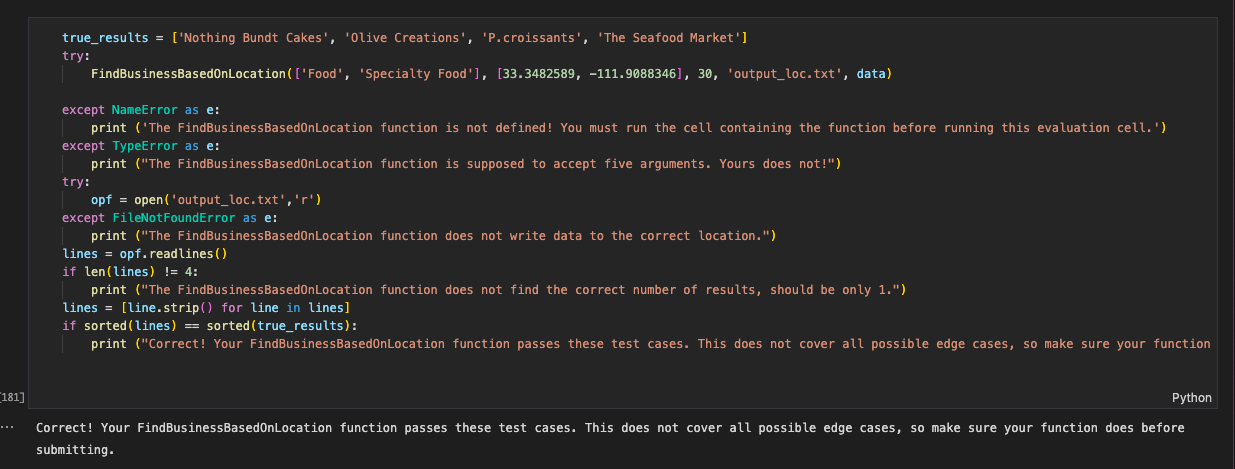 true_results = ['Nothing Bundt Cakes', 'Olive Creations', 'P.croissants', 'The Seafood Market']
try:
    FindBusinessBasedOnLocation(['Food', 'Specialty Food'], [33.3482589, -111.9088346], 30, 'output_loc.txt', data)
except NameError as e:
    print ('The FindBusinessBasedOnLocation function is not defined! You must run the cell containing the function before running this evaluation cell.')
except TypeError as e:
    print ("The FindBusinessBasedOnLocation function is supposed to accept five arguments. Yours does not!")
try:
    opf = open('output_loc.txt','r')
except FileNotFoundError as e:
    print ("The FindBusinessBasedOnLocation function does not write data to the correct location.")
lines = opf.readlines()
if len(lines) != 4:
    print ("The FindBusinessBasedOnLocation function does not find the correct number of results, should be only 1.")
lines = [line.strip() for line in lines]
if sorted(lines) == sorted(true_results):
    print ("Correct! Your FindBusinessBasedOnLocation function passes these test cases. This does not cover all possible edge cases, so make sure your function
[181]
Python
... Correct! Your FindBusinessBasedOnLocation function passes these test cases. This does not cover all possible edge cases, so make sure your function does before
submitting.